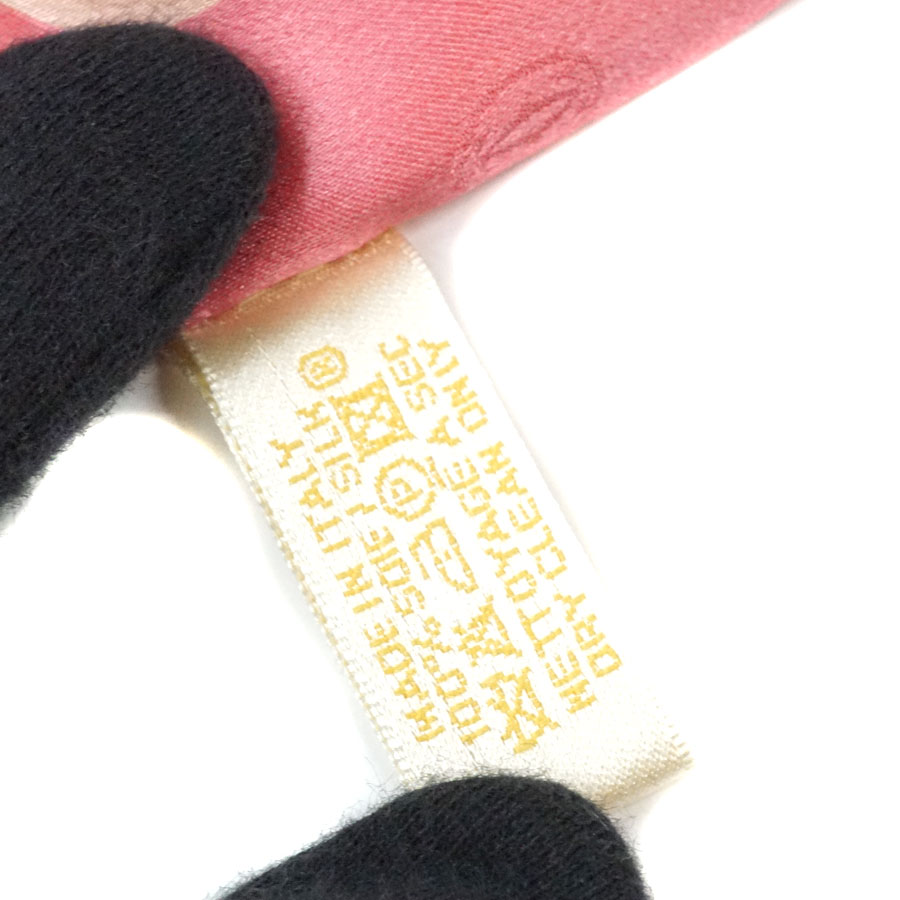 MADE IN ITALY
100% SOIE/SILK ®
P
NETTOYAGE A SEC
DRY CLEAN ONLY